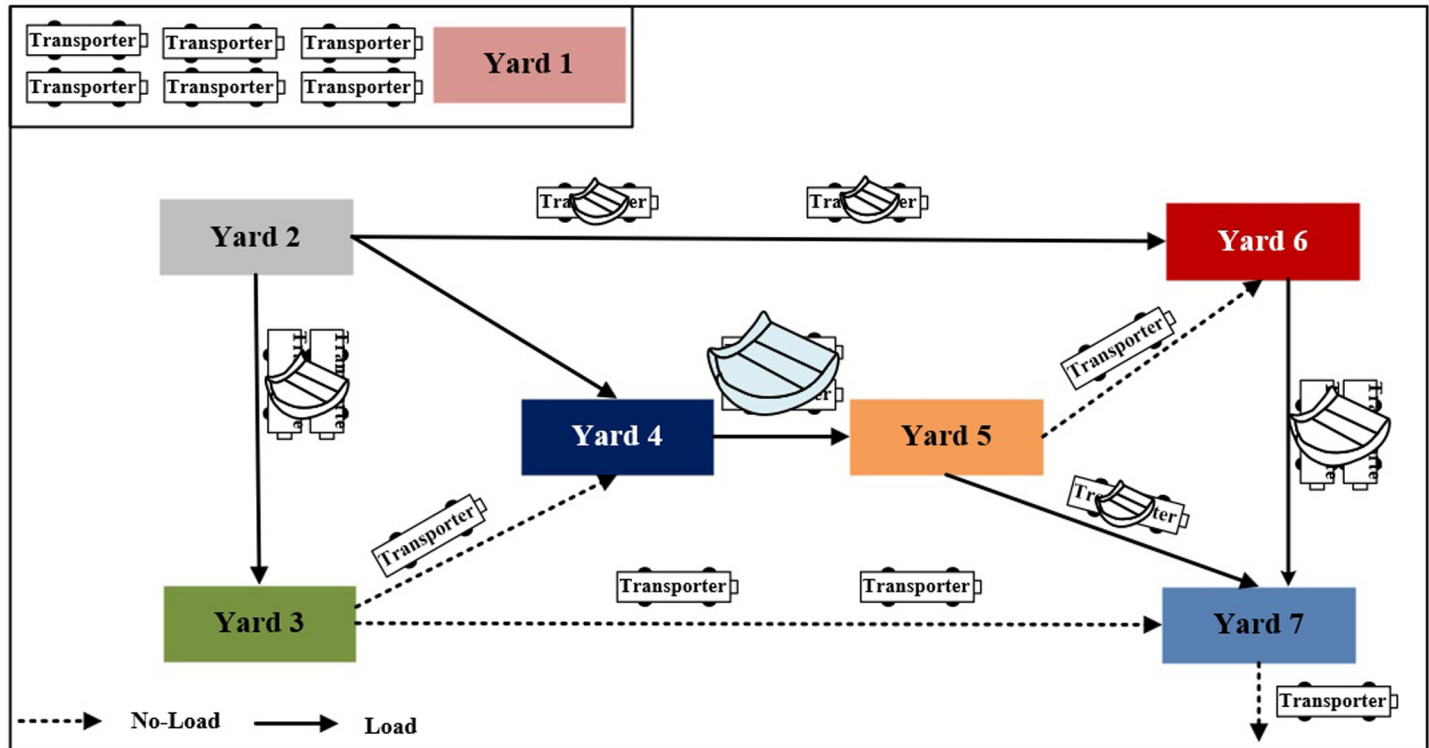 Transporter Transporter Transporter Yard 1
Transporter Transporter Transporter
Yard 2
Yard 6
Transporter
Yard 4
Yard 5
Transporter
Transporter Transporter
Yard 3
Yard 7
Transporter
No-Load
Load